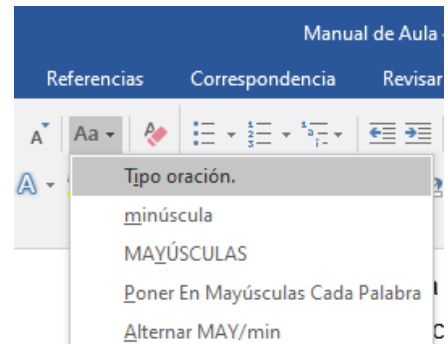 Manual de Aula
Referencias Correspondencia Revisar
A Aa
A
Tipo oración.
minúscula
MAYÚSCULAS
Poner En Mayúsculas Cada Palabra
Alternar MAY/min